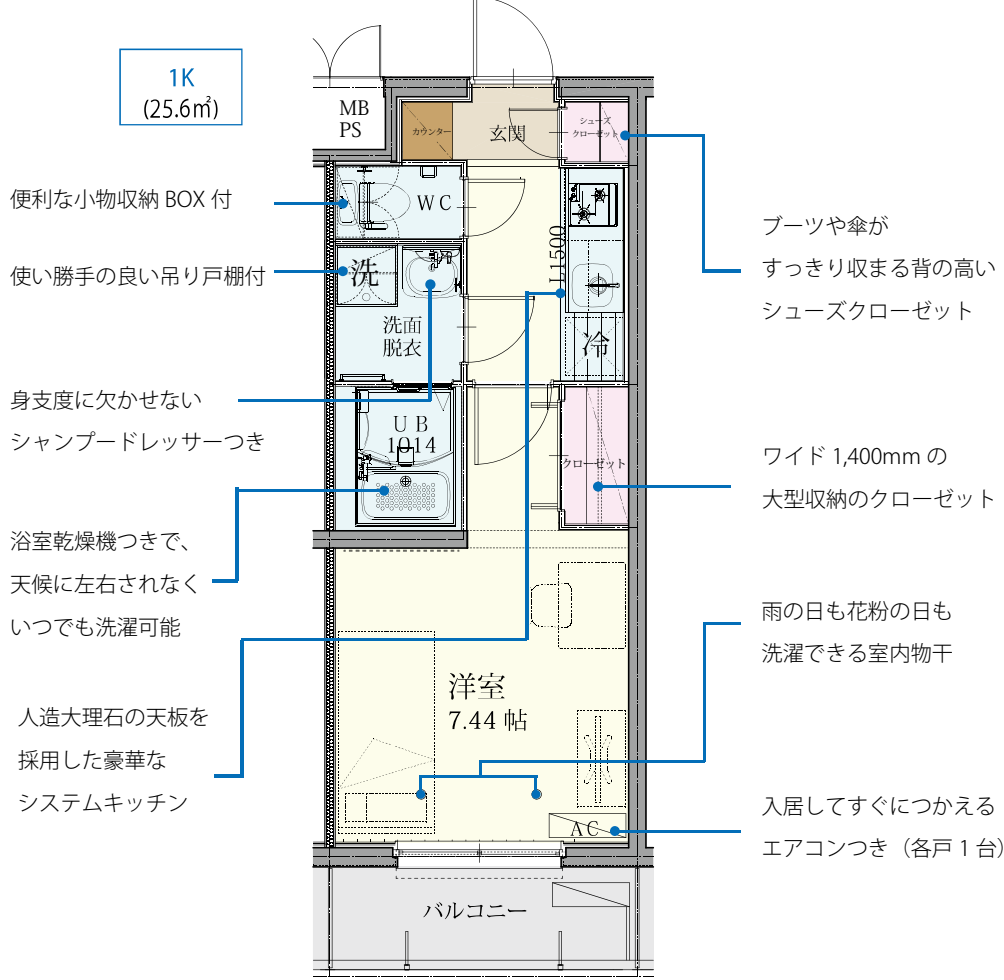 1K
(25.6㎡)
MB
PS
カウンター
玄関
シューズ
クローゼット
便利な小物収納 BOX 付
WC
使い勝手の良い吊り戸棚付
洗
L1500
ブーツや傘が
すっきり収まる背の高い
シューズクローゼット
洗面
脱衣
冷
身支度に欠かせない
シャンプードレッサーつき
UB
1014
クローゼット
ワイド 1,400mm の
大型収納のクローゼット
浴室乾燥機つきで、
天候に左右されなく
いつでも洗濯可能
雨の日も花粉の日も
洗濯できる室内物干
洋室
7.44 帖
人造大理石の天板を
採用した豪華な
システムキッチン
AC
入居してすぐにつかえる
エアコンつき（各戸 1 台）
バルコニー